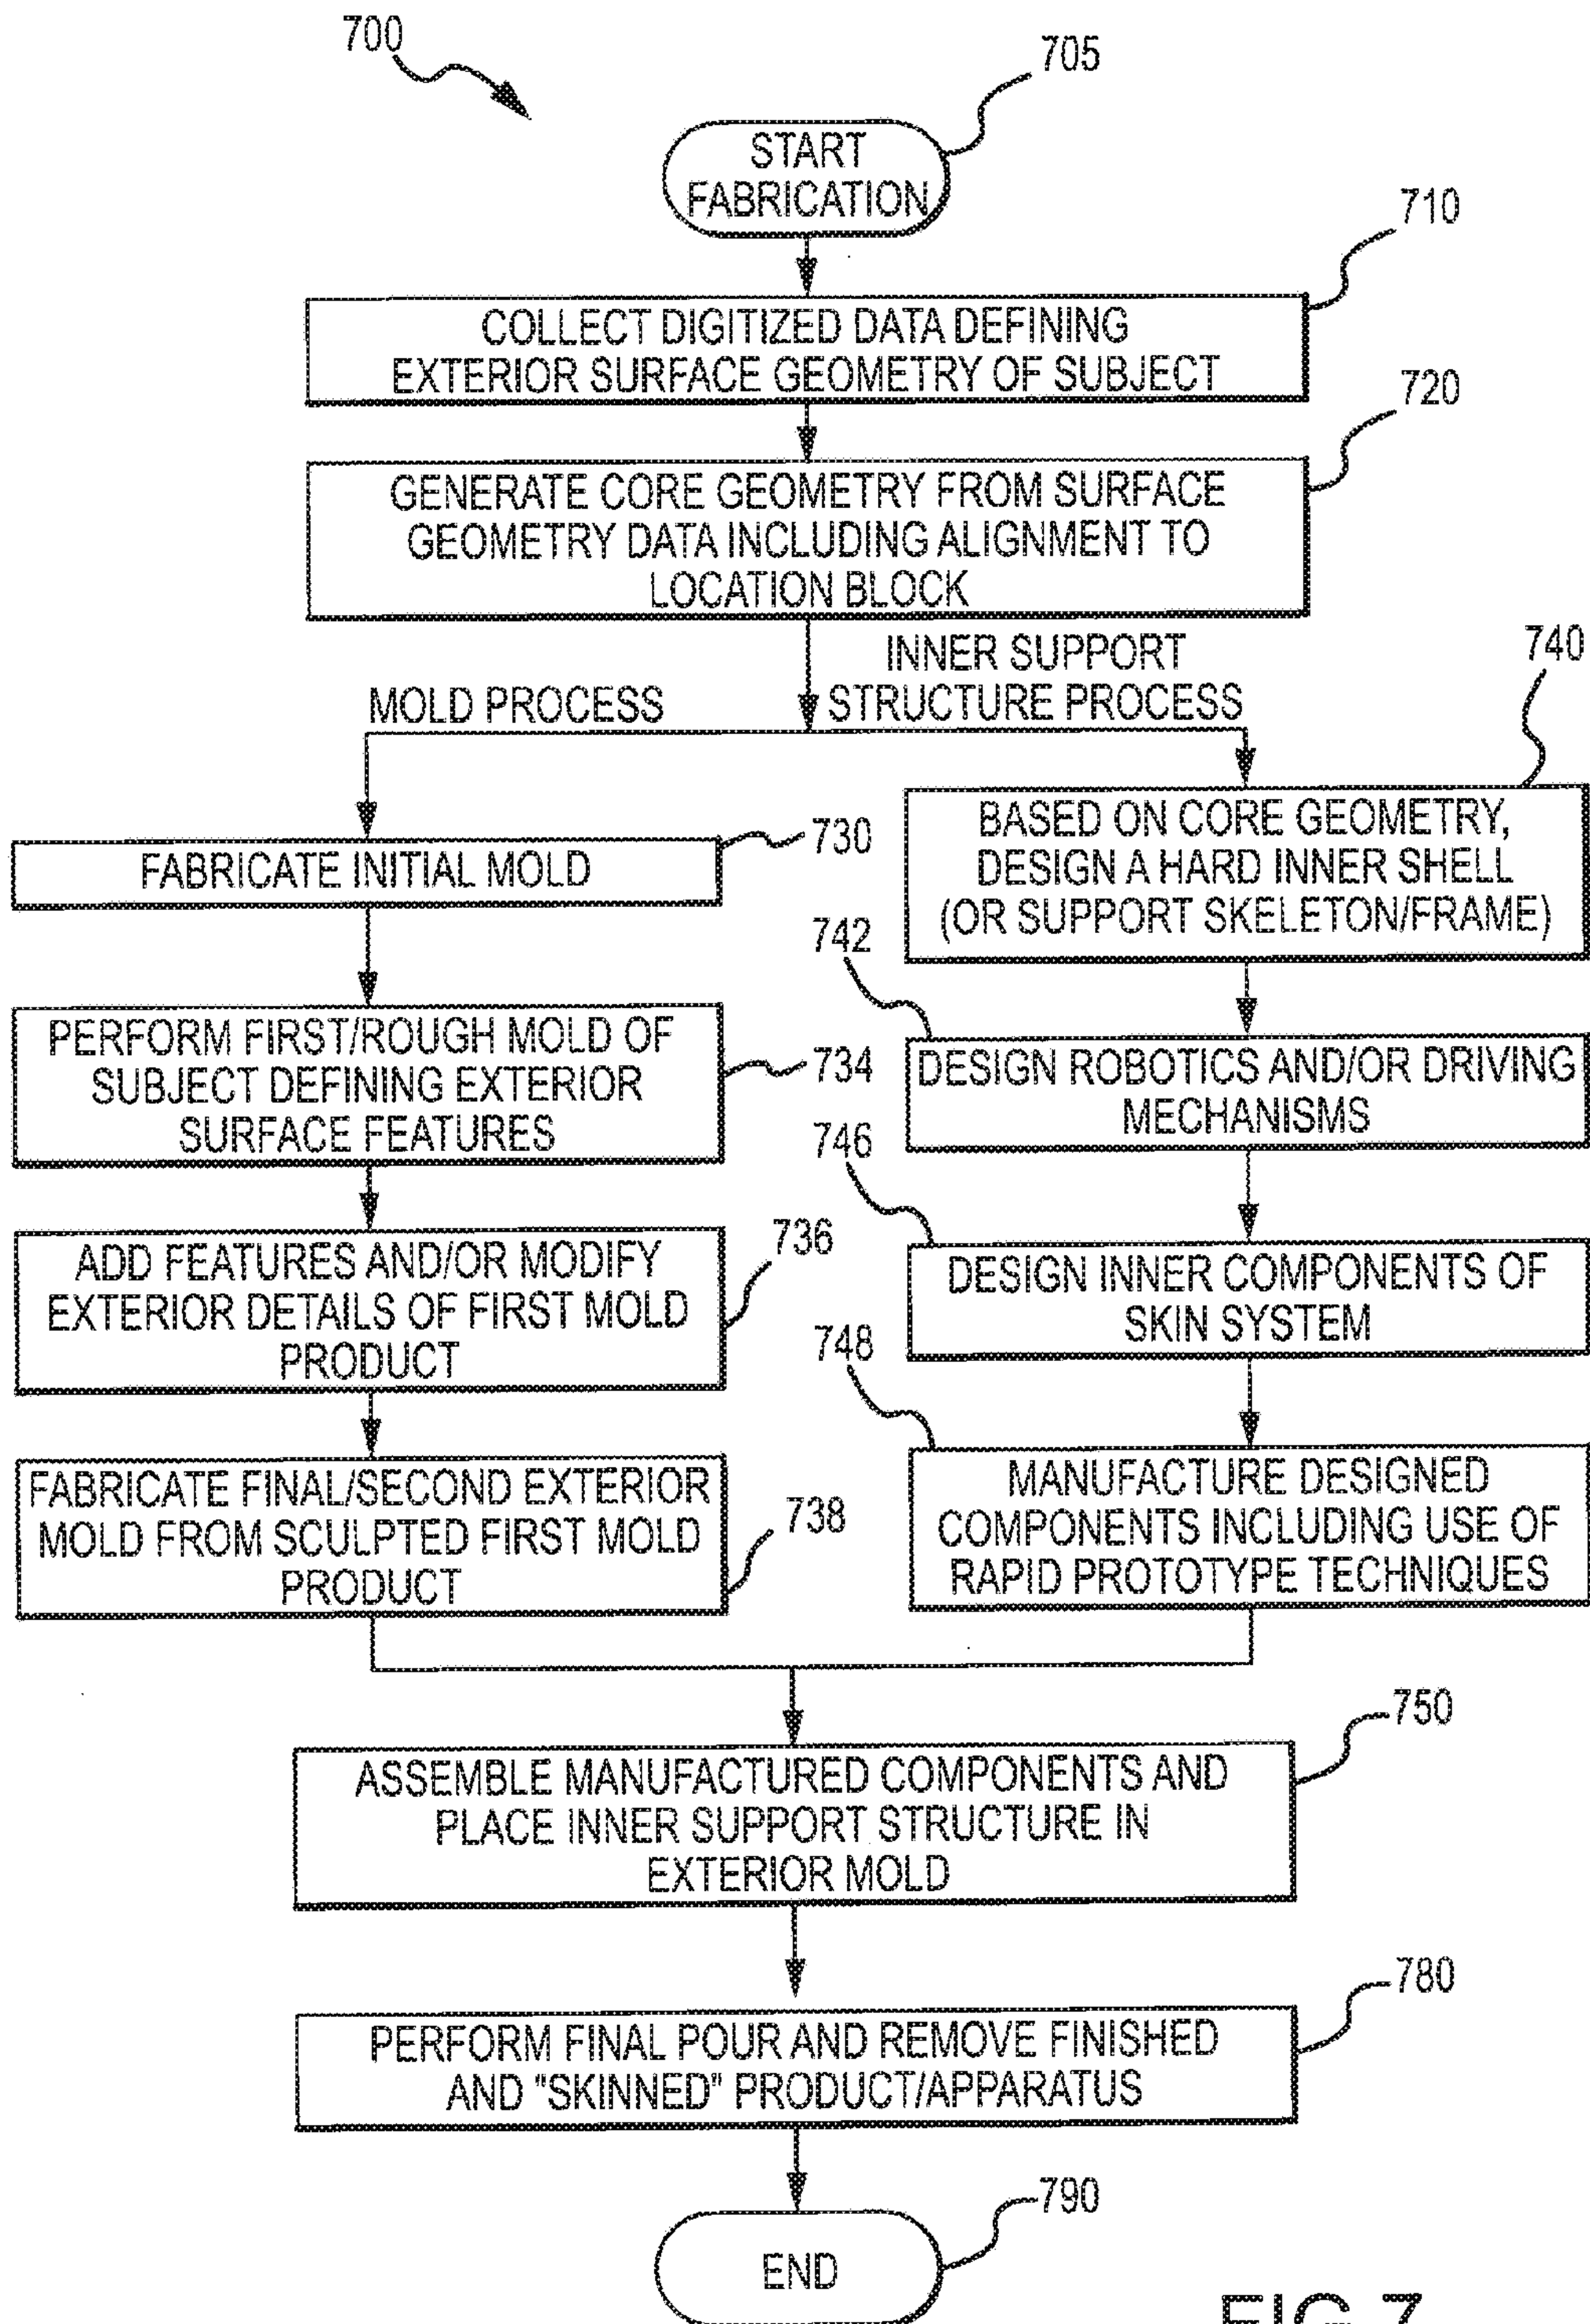 700
705
START
FABRICATION
710
COLLECT DIGITIZED DATA DEFINING
EXTERIOR SURFACE GEOMETRY OF SUBJECT
720
GENERATE CORE GEOMETRY FROM SURFACE
GEOMETRY DATA INCLUDING ALIGNMENT TO
LOCATION BLOCK
MOLD PROCESS
INNER SUPPORT
STRUCTURE PROCESS
730
FABRICATE INITIAL MOLD
734
PERFORM FIRST/ROUGH MOLD OF
SUBJECT DEFINING EXTERIOR
SURFACE FEATURES
736
ADD FEATURES AND/OR MODIFY
EXTERIOR DETAILS OF FIRST MOLD
PRODUCT
738
FABRICATE FINAL/SECOND EXTERIOR
MOLD FROM SCULPTED FIRST MOLD
PRODUCT
740
BASED ON CORE GEOMETRY,
DESIGN A HARD INNER SHELL
(OR SUPPORT SKELETON/FRAME)
742
DESIGN ROBOTICS AND/OR DRIVING
MECHANISMS
746
DESIGN INNER COMPONENTS OF
SKIN SYSTEM
748
MANUFACTURE DESIGNED
COMPONENTS INCLUDING USE OF
RAPID PROTOTYPE TECHNIQUES
750
ASSEMBLE MANUFACTURED COMPONENTS AND
PLACE INNER SUPPORT STRUCTURE IN
EXTERIOR MOLD
780
PERFORM FINAL POUR AND REMOVE FINISHED
AND "SKINNED" PRODUCT/APPARATUS
790
END
FIG.7